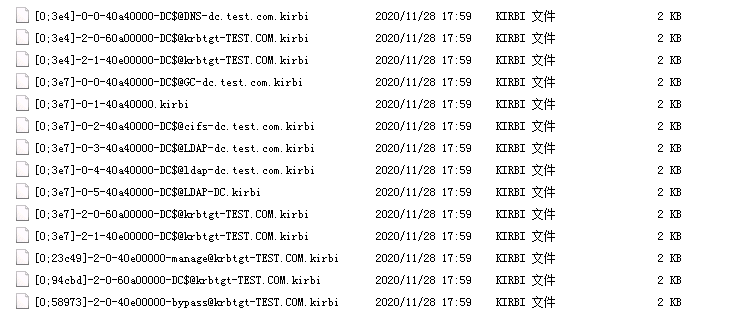 [0;3e4]-0-0-40a40000-DC$@DNS-dc.test.com.kirbi 2020/11/28 17:59 KIRBI 文件 2 KB
[0;3e4]-2-0-60a00000-DC$@krbtgt-TEST.COM.kirbi 2020/11/28 17:59 KIRBI 文件 2 KB
[0;3e4]-2-1-40e00000-DC$@krbtgt-TEST.COM.kirbi 2020/11/28 17:59 KIRBI 文件 2 KB
[0;3e7]-0-0-40a40000-DC$@GC-dc.test.com.kirbi 2020/11/28 17:59 KIRBI 文件 2 KB
[0;3e7]-0-1-40a40000.kirbi 2020/11/28 17:59 KIRBI 文件 2 KB
[0;3e7]-0-2-40a40000-DC$@cifs-dc.test.com.kirbi 2020/11/28 17:59 KIRBI 文件 2 KB
[0;3e7]-0-3-40a40000-DC$@LDAP-dc.test.com.kirbi 2020/11/28 17:59 KIRBI 文件 2 KB
[0;3e7]-0-4-40a40000-DC$@ldap-dc.test.com.kirbi 2020/11/28 17:59 KIRBI 文件 2 KB
[0;3e7]-0-5-40a40000-DC$@LDAP-DC.kirbi 2020/11/28 17:59 KIRBI 文件 2 KB
[0;3e7]-2-0-60a00000-DC$@krbtgt-TEST.COM.kirbi 2020/11/28 17:59 KIRBI 文件 2 KB
[0;3e7]-2-1-40e00000-DC$@krbtgt-TEST.COM.kirbi 2020/11/28 17:59 KIRBI 文件 2 KB
[0;23c49]-2-0-40e00000-manage@krbtgt-TEST.COM.kirbi 2020/11/28 17:59 KIRBI 文件 2 KB
[0;94cbd]-2-0-60a00000-DC$@krbtgt-TEST.COM.kirbi 2020/11/28 17:59 KIRBI 文件 2 KB
[0;58973]-2-0-40e00000-bypass@krbtgt-TEST.COM.kirbi 2020/11/28 17:59 KIRBI 文件 2 KB